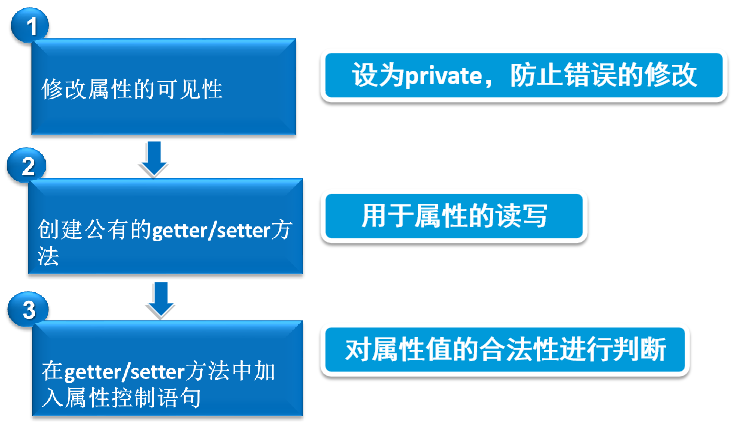 1
修改属性的可见性
设为private，防止错误的修改
2
创建公有的getter/setter方
法
用于属性的读写
3
在getter/setter方法中加
入属性控制语句
对属性值的合法性进行判断